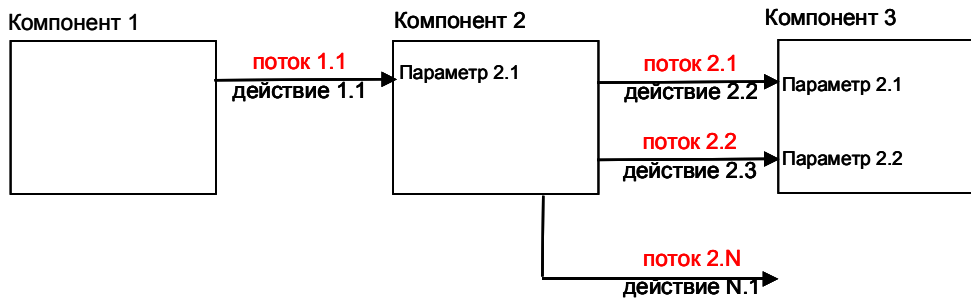 Компонент 1
Компонент 2
Компонент 3
поток 1.1
действие 1.1
Параметр 2.1
поток 2.1
действие 2.2
Параметр 2.1
поток 2.2
действие 2.3
Параметр 2.2
поток 2.N
действие N.1